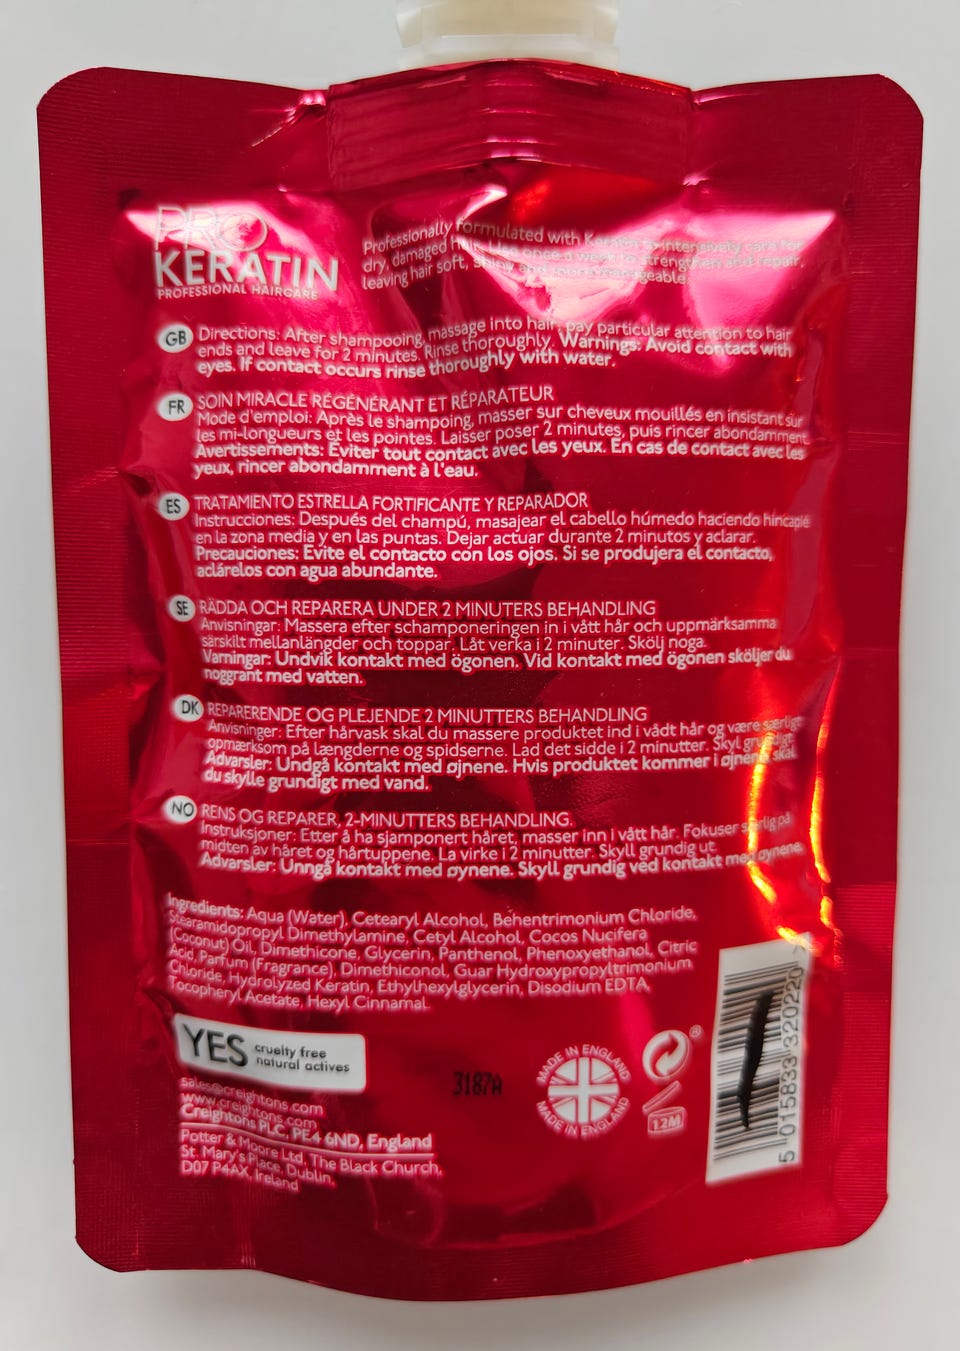 PRO
KERATIN
PROFESSIONAL HAIRCARE
Professionally formulated with Keratin to intensively care for
dry, damaged hair. Use once a week to strengthen and repair,
leaving hair soft, shiny and more manageable.
GB
Directions: After shampooing, massage into hair, pay particular attention to hair
ends and leave for 2 minutes. Rinse thoroughly. Warnings: Avoid contact with
eyes. If contact occurs rinse thoroughly with water.
FR
SOIN MIRACLE RÉGÉNÉRANT ET RÉPARATEUR
Mode d'emploi: Après le shampoing, masser sur cheveux mouillés en insistant sur
les mi-longueurs et les pointes. Laisser poser 2 minutes, puis rincer abondamment.
Avertissements: Éviter tout contact avec les yeux. En cas de contact avec les
yeux, rincer abondamment à l'eau.
ES
TRATAMIENTO ESTRELLA FORTIFICANTE Y REPARADOR
Instrucciones: Después del champú, masajear el cabello húmedo haciendo hincapié
en la zona media y en las puntas. Dejar actuar durante 2 minutos y aclarar.
Precauciones: Evite el contacto con los ojos. Si se produjera el contacto,
aclárelos con agua abundante.
SE
RÄDDA OCH REPARERA UNDER 2 MINUTERS BEHANDLING
Anvisningar: Massera efter schamponeringen in i vått hår och uppmärksamma
särskilt mellanlängder och toppar. Låt verka i 2 minuter. Skölj noga.
Varningar: Undvik kontakt med ögonen. Vid kontakt med ögonen sköljer du
noggrant med vatten.
DK
REPARERENDE OG PLEJENDE 2 MINUTTERS BEHANDLING
Anvisninger: Efter hårvask skal du massere produktet ind i vådt hår og være særligt
opmærksom på længderne og spidserne. Lad det sidde i 2 minutter. Skyl grundigt.
Advarsler: Undgå kontakt med øjnene. Hvis produktet kommer i øjnene, skal
du skylle grundigt med vand.
NO
RENS OG REPARER, 2-MINUTTERS BEHANDLING.
Instruksjoner: Etter å ha sjamponert håret, masser inn i vått hår. Fokuser særlig på
midten av håret og hårtuppene. La virke i 2 minutter. Skyll grundig ut.
Advarsler: Unngå kontakt med øynene. Skyll grundig ved kontakt med øynene.
Ingredients: Aqua (Water), Cetearyl Alcohol, Behentrimonium Chloride,
Stearamidopropyl Dimethylamine, Cetyl Alcohol, Cocos Nucifera
(Coconut) Oil, Dimethicone, Glycerin, Panthenol, Phenoxyethanol, Citric
Acid, Parfum (Fragrance), Dimethiconol, Guar Hydroxypropyltrimonium
Chloride, Hydrolyzed Keratin, Ethylhexylglycerin, Disodium EDTA,
Tocopheryl Acetate, Hexyl Cinnamal.
YES cruelty free
natural actives
sales@creightons.com
www.creightons.com
Creightons PLC, PE4 6ND, England
Potter & Moore Ltd, The Black Church,
St. Mary's Place, Dublin,
D07 P4AX, Ireland
3187A
MADE IN ENGLAND
MADE IN ENGLAND
®
12M
5 015833 320220 >